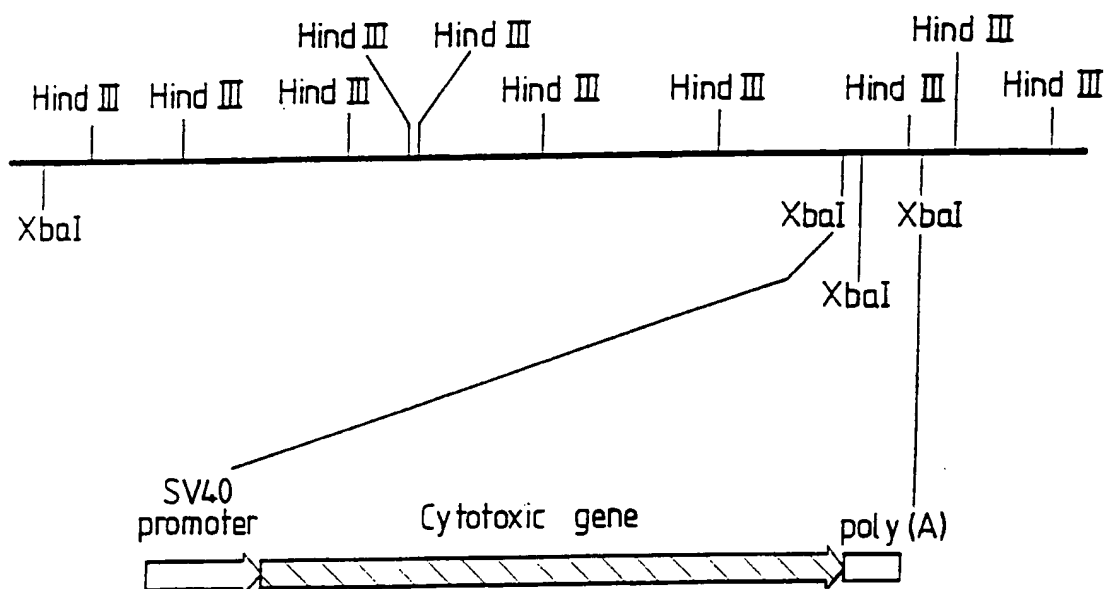 Hind III
Hind III
Hind III
Hind III
Hind III
Hind III
Hind III
Hind III
Hind III
Hind III
XbaI
XbaI
XbaI
XbaI
SV40
promoter
Cytotoxic gene
poly (A)